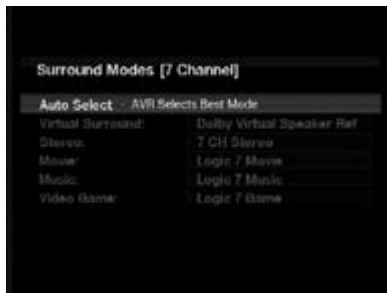 Surround Modes [7 Channel]
Auto Select - AVR Selects Best Mode
Virtual Surround: Dolby Virtual Speaker Ref
Stereo: 7 CH Stereo
Movie: Logic 7 Movie
Music: Logic 7 Music
Video Game: Logic 7 Game